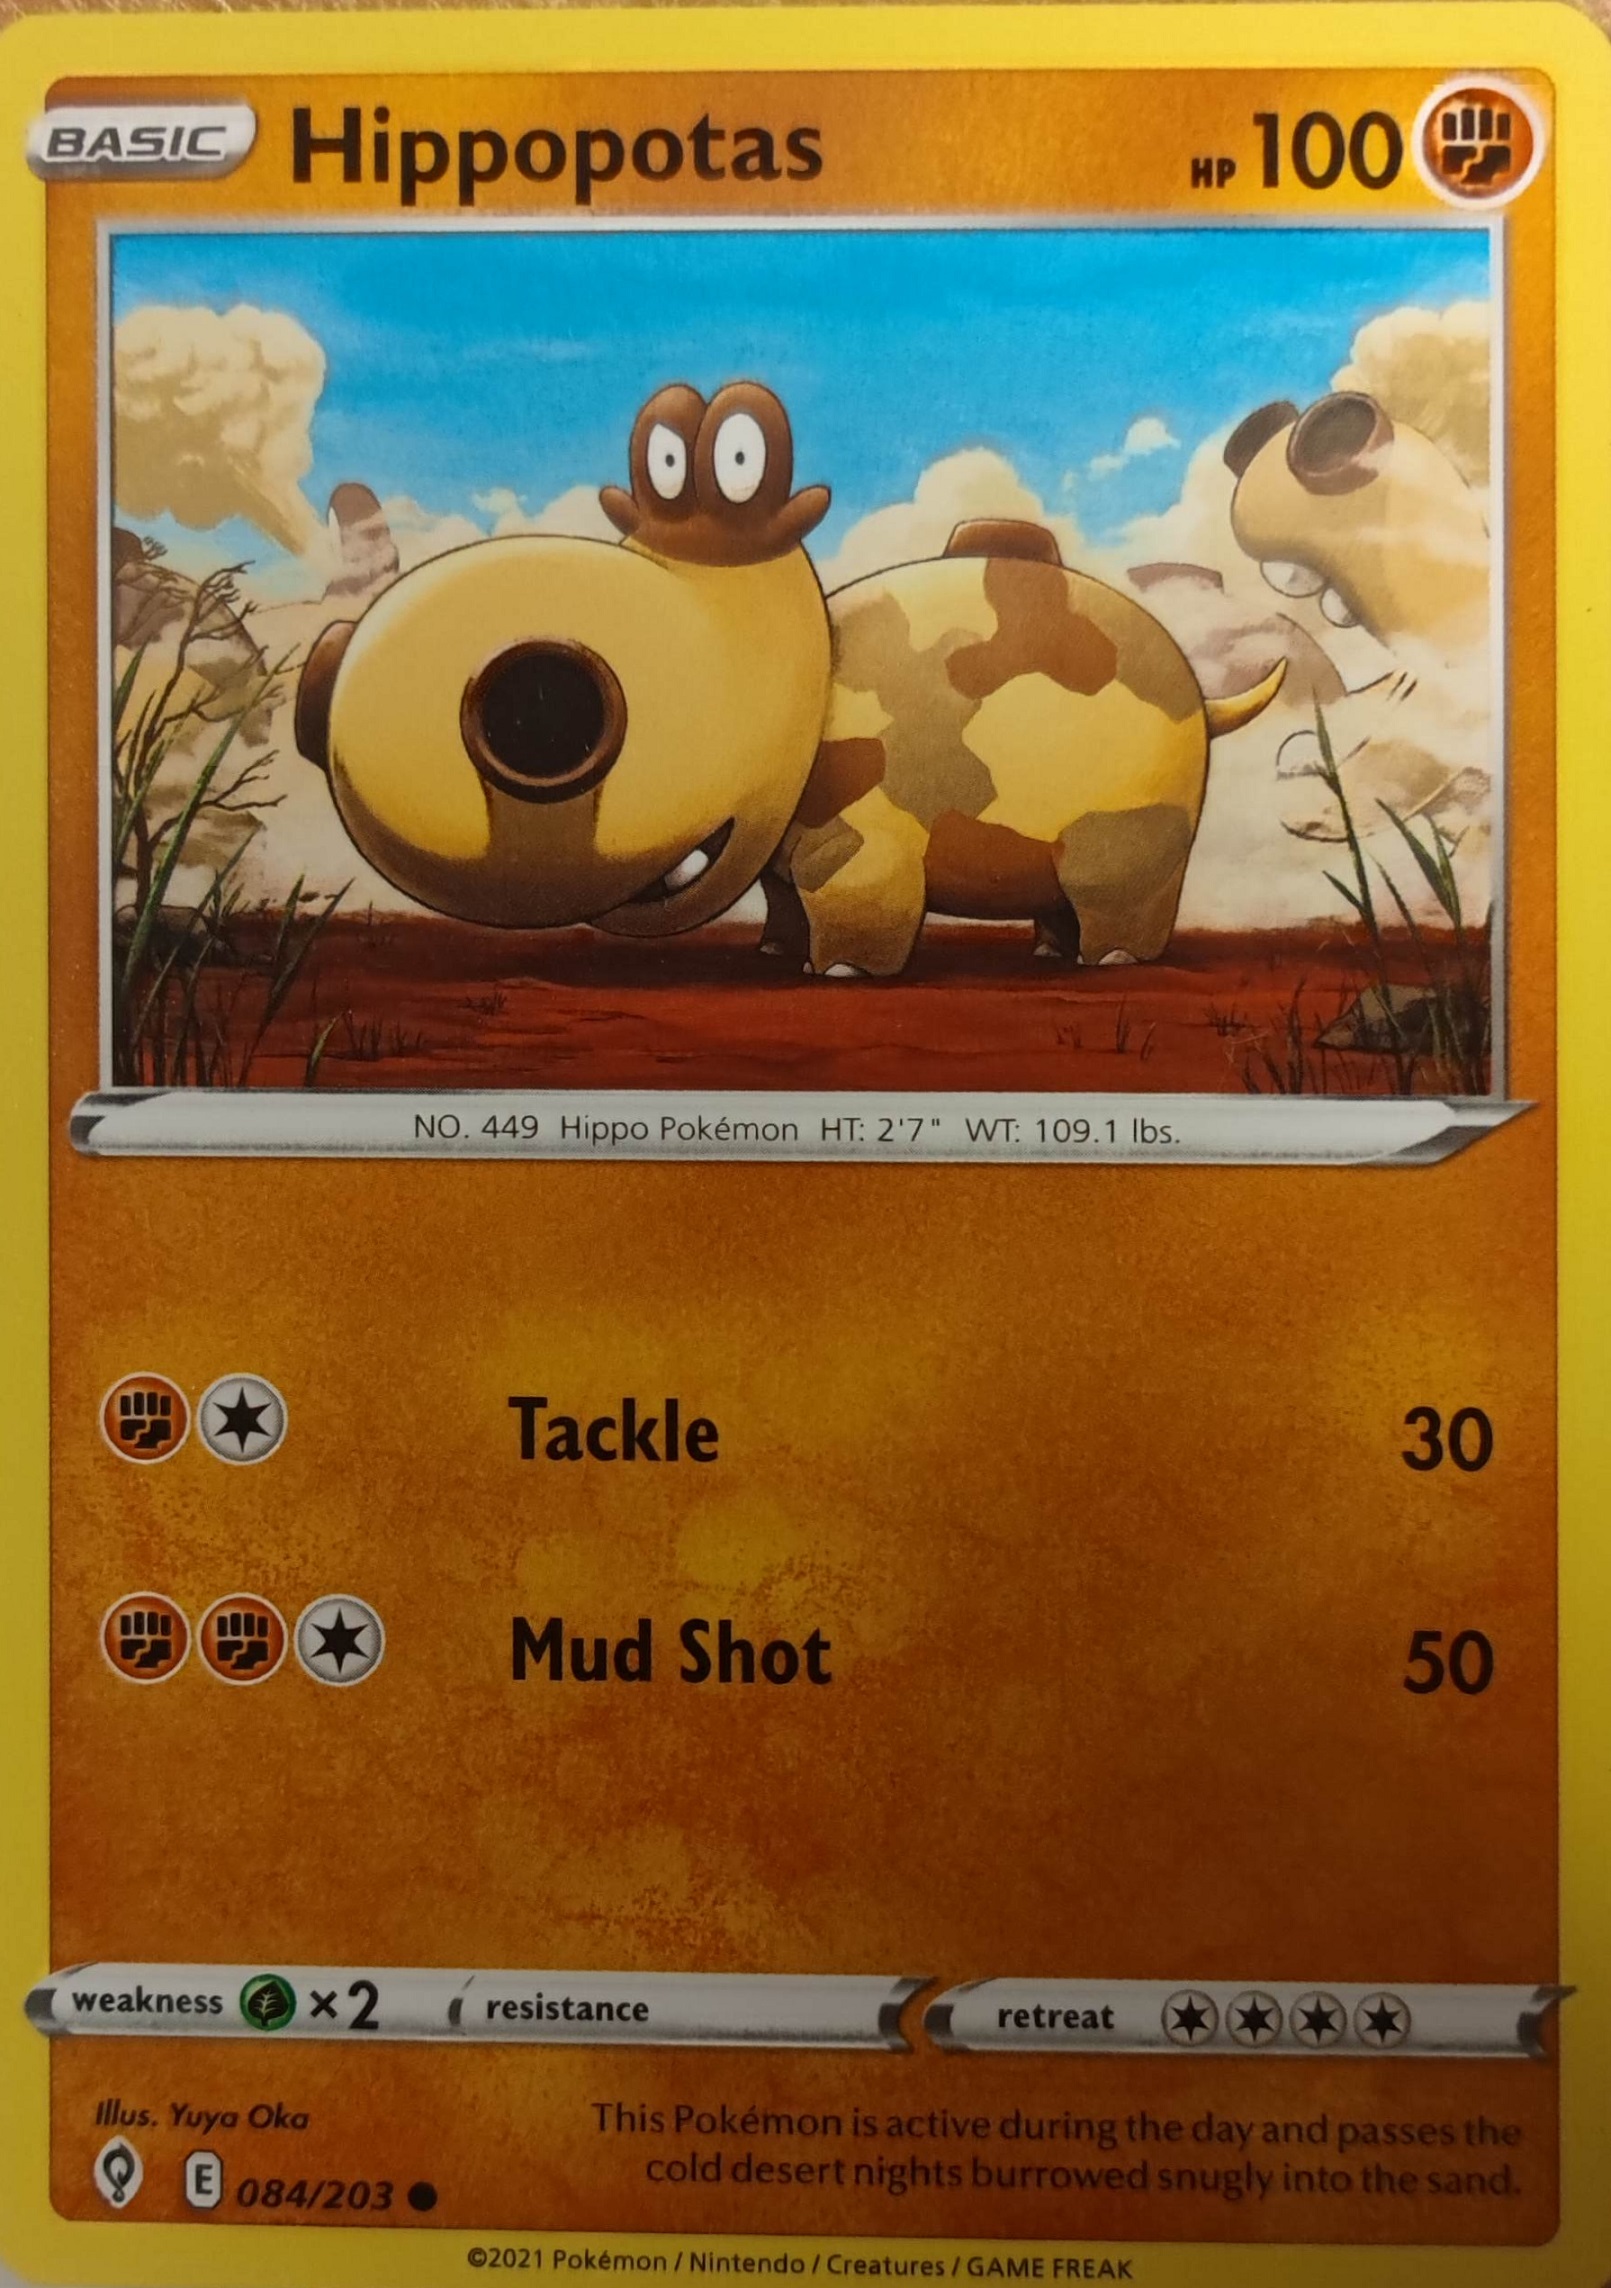 BASIC Hippopotas HP 100
NO. 449 Hippo Pokémon HT: 2'7" WT: 109.1 lbs.
Tackle 30
Mud Shot 50
weakness ×2 resistance retreat
Illus. Yuya Oka
This Pokémon is active during the day and passes the
cold desert nights burrowed snugly into the sand.
E 084/203
©2021 Pokémon / Nintendo / Creatures / GAME FREAK